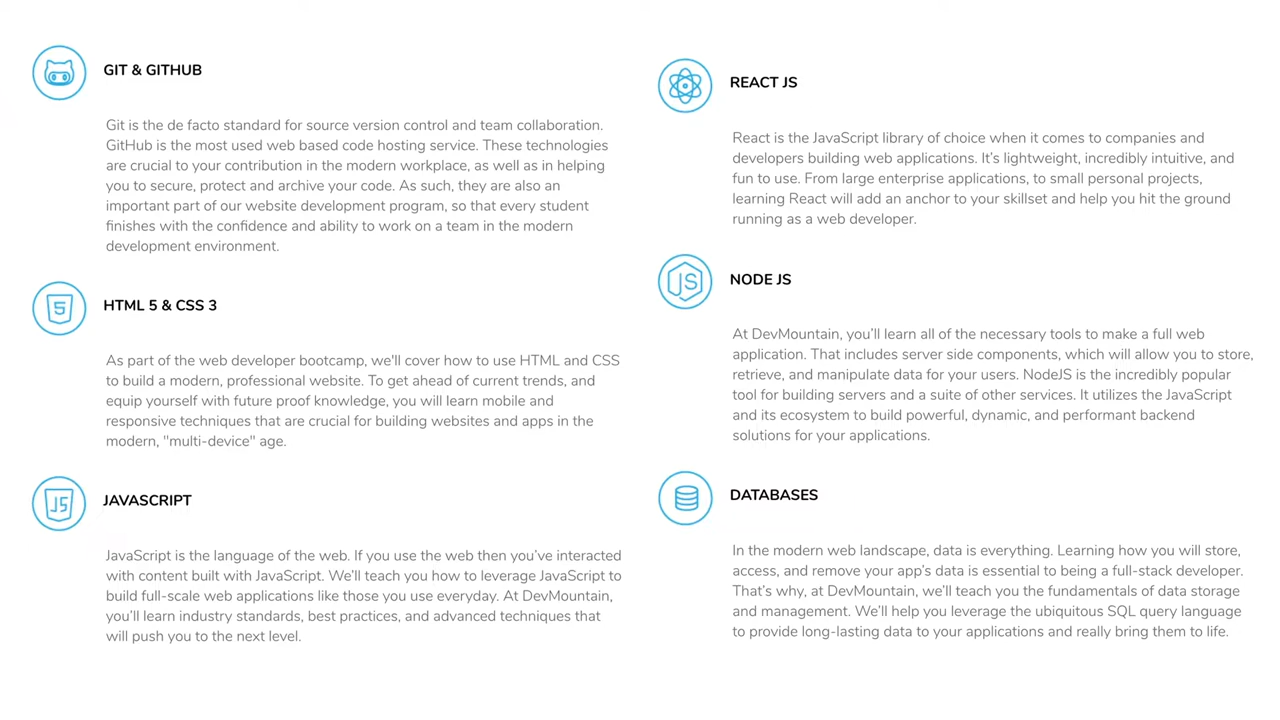 GIT & GITHUB
Git is the de facto standard for source version control and team collaboration.
GitHub is the most used web based code hosting service. These technologies
are crucial to your contribution in the modern workplace, as well as in helping
you to secure, protect and archive your code. As such, they are also an
important part of our website development program, so that every student
finishes with the confidence and ability to work on a team in the modern
development environment.
5
HTML 5 & CSS 3
As part of the web developer bootcamp, we'll cover how to use HTML and CSS
to build a modern, professional website. To get ahead of current trends, and
equip yourself with future proof knowledge, you will learn mobile and
responsive techniques that are crucial for building websites and apps in the
modern, "multi-device" age.
JS
JAVASCRIPT
JavaScript is the language of the web. If you use the web then you’ve interacted
with content built with JavaScript. We’ll teach you how to leverage JavaScript to
build full-scale web applications like those you use everyday. At DevMountain,
you’ll learn industry standards, best practices, and advanced techniques that
will push you to the next level.
REACT JS
React is the JavaScript library of choice when it comes to companies and
developers building web applications. It’s lightweight, incredibly intuitive, and
fun to use. From large enterprise applications, to small personal projects,
learning React will add an anchor to your skillset and help you hit the ground
running as a web developer.
JS
NODE JS
At DevMountain, you’ll learn all of the necessary tools to make a full web
application. That includes server side components, which will allow you to store,
retrieve, and manipulate data for your users. NodeJS is the incredibly popular
tool for building servers and a suite of other services. It utilizes the JavaScript
and its ecosystem to build powerful, dynamic, and performant backend
solutions for your applications.
DATABASES
In the modern web landscape, data is everything. Learning how you will store,
access, and remove your app’s data is essential to being a full-stack developer.
That’s why, at DevMountain, we’ll teach you the fundamentals of data storage
and management. We’ll help you leverage the ubiquitous SQL query language
to provide long-lasting data to your applications and really bring them to life.